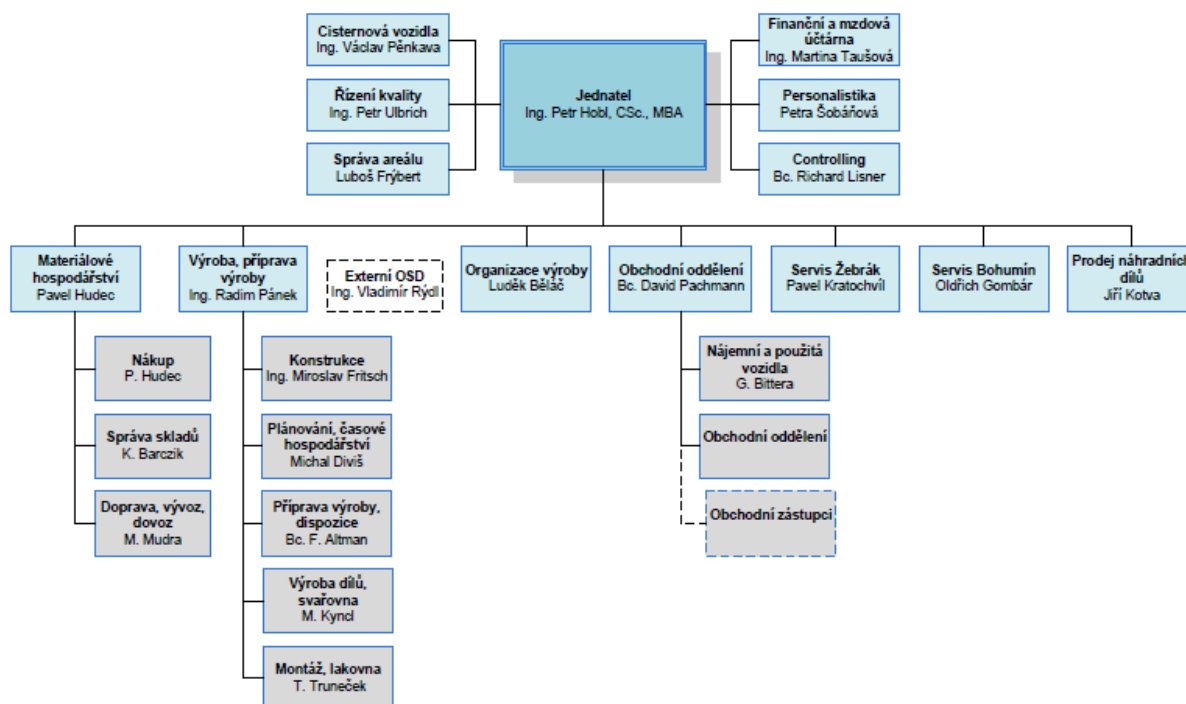 Cisternová vozidla
Ing. Václav Pěnkava
Řízení kvality
Ing. Petr Ulbrich
Správa areálu
Luboš Frýbert
Jednatel
Ing. Petr Hobl, CSc., MBA
Finanční a mzdová
účtárna
Ing. Martina Taušová
Personalistika
Petra Šobáňová
Controlling
Bc. Richard Lisner
Materiálové
hospodářství
Pavel Hudec
Výroba, příprava
výroby
Ing. Radim Pánek
Externí OSD
Ing. Vladimír Rýdl
Organizace výroby
Luděk Běláč
Obchodní oddělení
Bc. David Pachmann
Servis Žebrák
Pavel Kratochvíl
Servis Bohumín
Oldřich Gombár
Prodej náhradních
dílů
Jiří Kotva
Nákup
P. Hudec
Správa skladů
K. Barczik
Doprava, vývoz,
dovoz
M. Mudra
Konstrukce
Ing. Miroslav Fritsch
Plánování, časové
hospodářství
Michal Diviš
Příprava výroby,
dispozice
Bc. F. Altman
Výroba dílů,
svařovna
M. Kyncl
Montáž, lakovna
T. Truneček
Nájemní a použitá
vozidla
G. Bittera
Obchodní oddělení
Obchodní zástupci